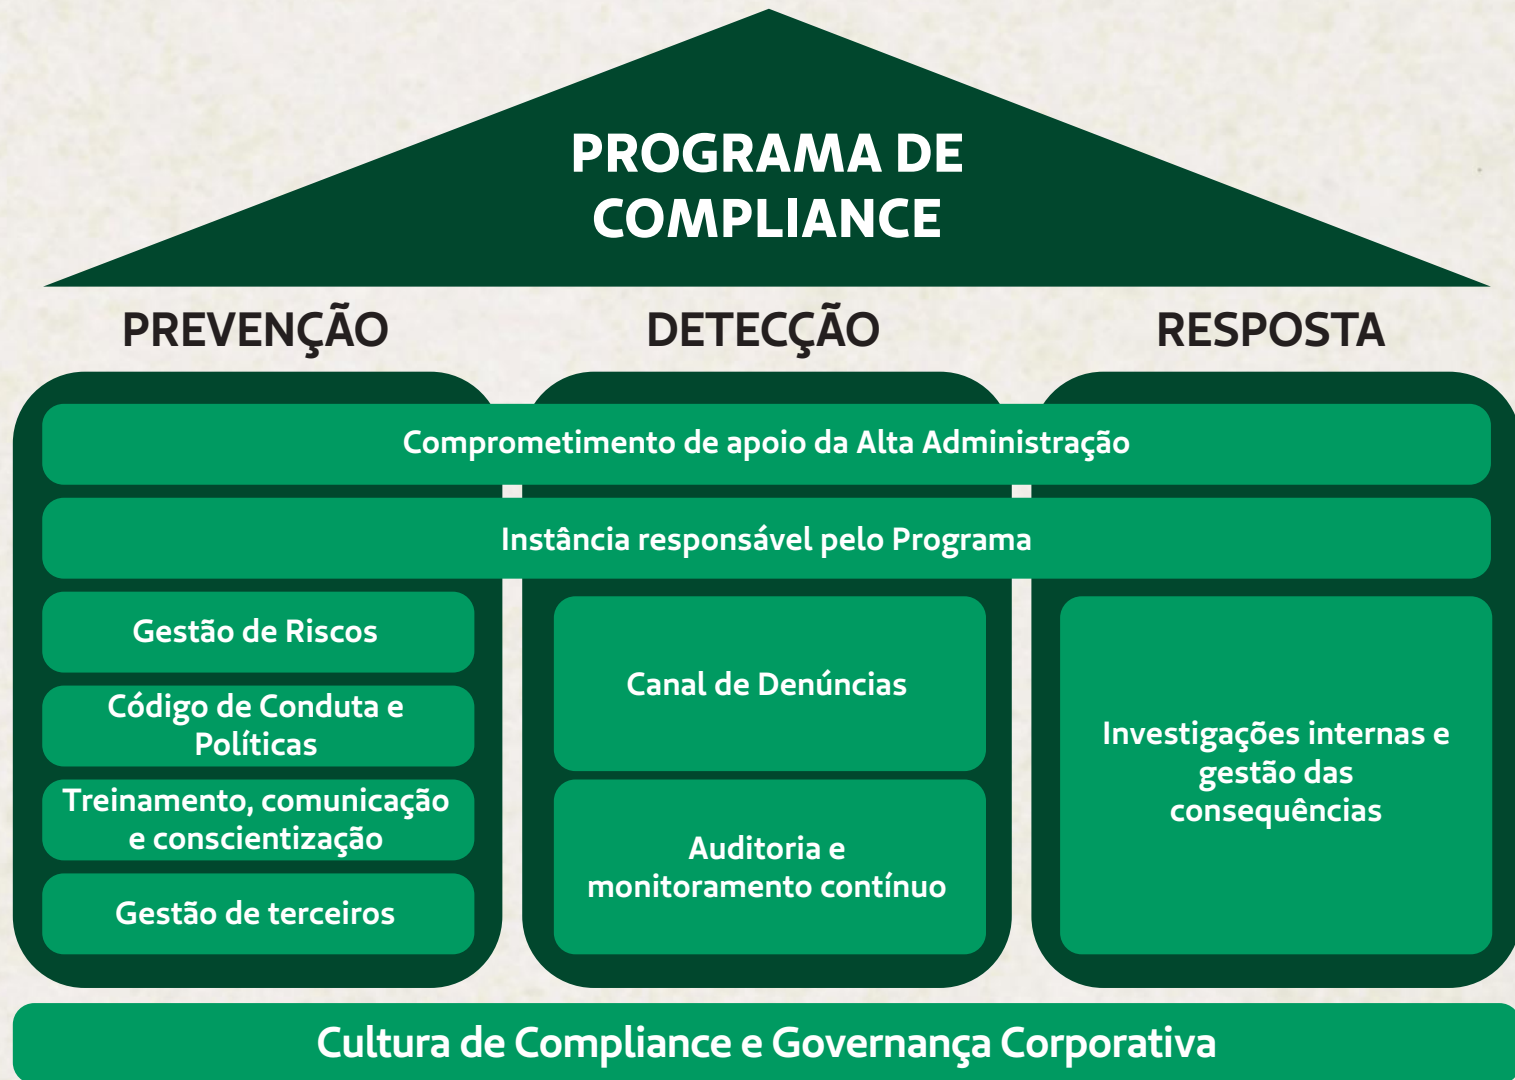 PROGRAMA DE
COMPLIANCE
PREVENÇÃO
DETECÇÃO
RESPOSTA
Comprometimento de apoio da Alta Administração
Instância responsável pelo Programa
Gestão de Riscos
Código de Conduta e
Políticas
Treinamento, comunicação
e conscientização
Gestão de terceiros
Canal de Denúncias
Auditoria e
monitoramento contínuo
Investigações internas e
gestão das
consequências
Cultura de Compliance e Governança Corporativa